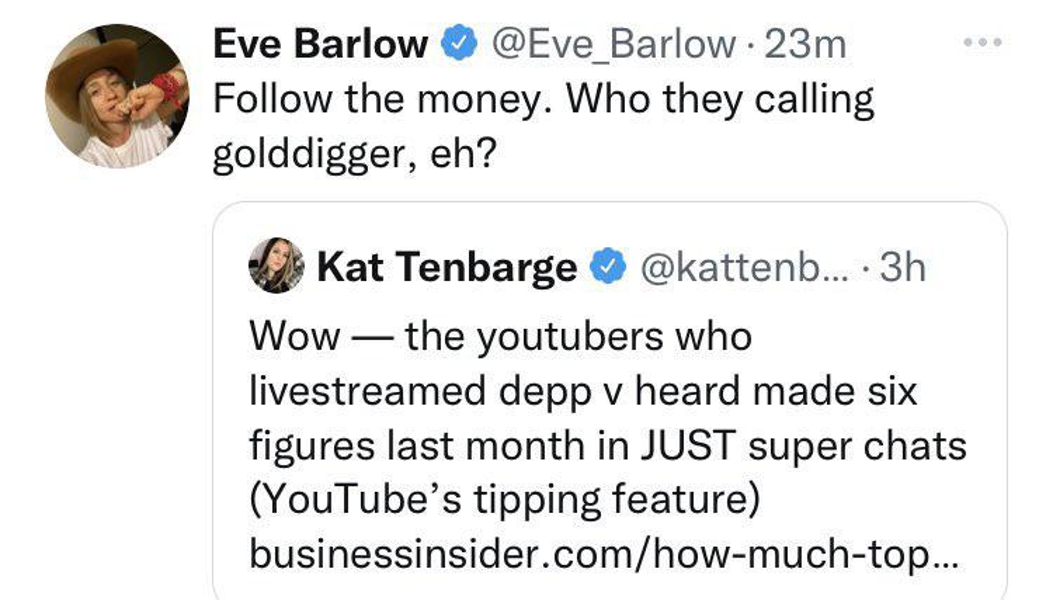 Eve Barlow @Eve_Barlow · 23m
Follow the money. Who they calling
golddigger, eh?
Kat Tenbarge @kattenb... · 3h
Wow — the youtubers who
livestreamed depp v heard made six
figures last month in JUST super chats
(YouTube’s tipping feature)
businessinsider.com/how-much-top...